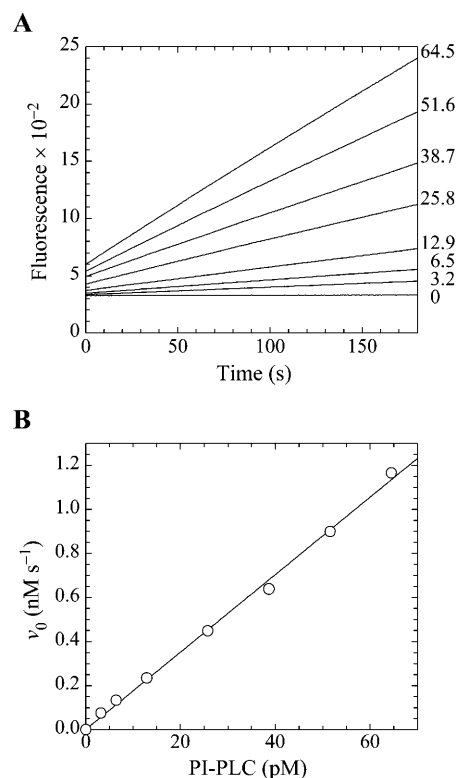 A
25
20
15
10
5
0
Fluorescence × 10⁻²
0 50 100 150
Time (s)
64.5
51.6
38.7
25.8
12.9
6.5
3.2
0
B
1.2
1.0
0.8
0.6
0.4
0.2
0.0
v₀ (nM s⁻¹)
0 20 40 60
PI-PLC (pM)